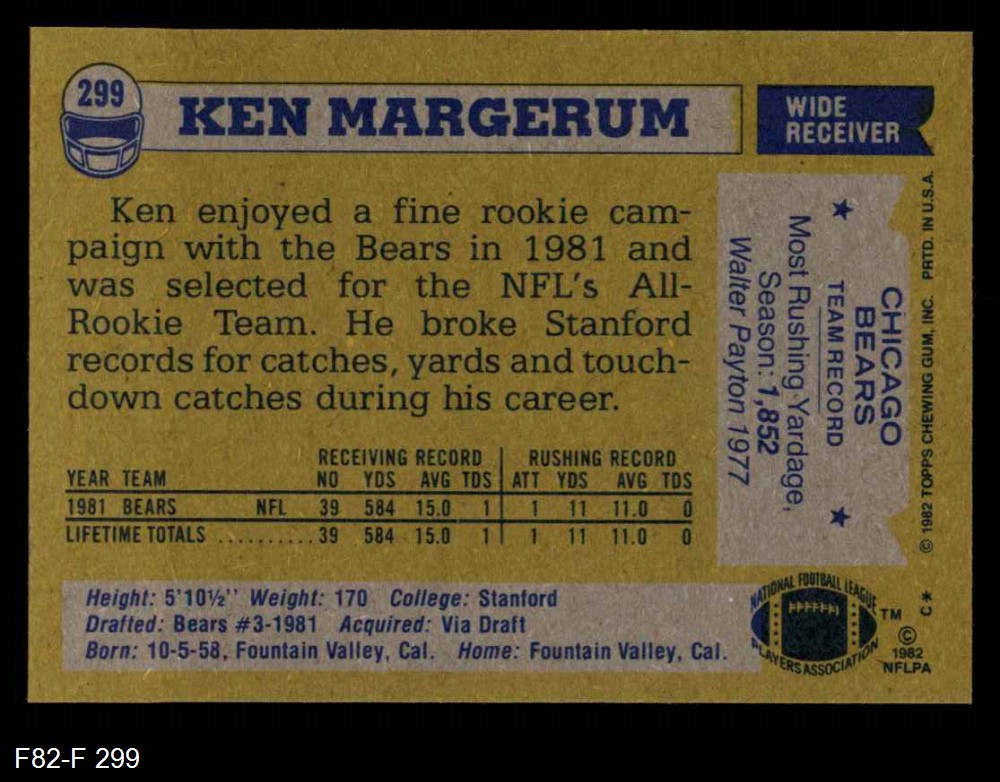 299
KEN MARGERUM
WIDE
RECEIVER
Ken enjoyed a fine rookie cam-
paign with the Bears in 1981 and
was selected for the NFL's All-
Rookie Team. He broke Stanford
records for catches, yards and touch-
down catches during his career.
RECEIVING RECORD RUSHING RECORD
YEAR TEAM NO YDS AVG TDS ATT YDS AVG TDS
1981 BEARS NFL 39 584 15.0 1 1 11 11.0 0
LIFETIME TOTALS .......... 39 584 15.0 1 1 11 11.0 0
Height: 5'10½" Weight: 170 College: Stanford
Drafted: Bears #3-1981 Acquired: Via Draft
Born: 10-5-58, Fountain Valley, Cal. Home: Fountain Valley, Cal.
CHICAGO
BEARS
★ TEAM RECORD ★
Most Rushing Yardage,
Season: 1,852
Walter Payton 1977
© 1982 TOPPS CHEWING GUM, INC. PRTD. IN U.S.A.
C*
NATIONAL FOOTBALL LEAGUE
PLAYERS ASSOCIATION
TM
©
1982
NFLPA
F82-F 299